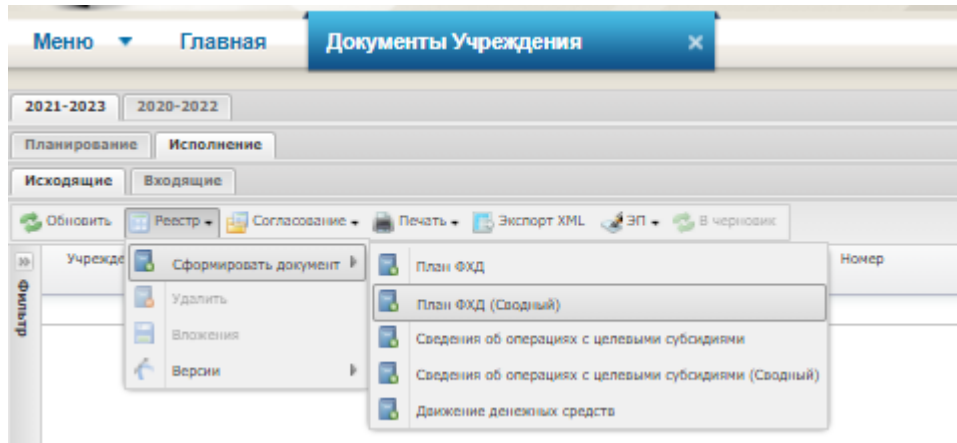 Меню Главная Документы Учреждения
2021-2023 2020-2022
Планирование Исполнение
Исходящие Входящие
Обновить Реестр Согласование Печать Экспорт XML ЭП В черновик
Учрежде Номер
Фильтр
Сформировать документ
Удалить
Вложения
Версии
План ФХД
План ФХД (Сводный)
Сведения об операциях с целевыми субсидиями
Сведения об операциях с целевыми субсидиями (Сводный)
Движение денежных средств